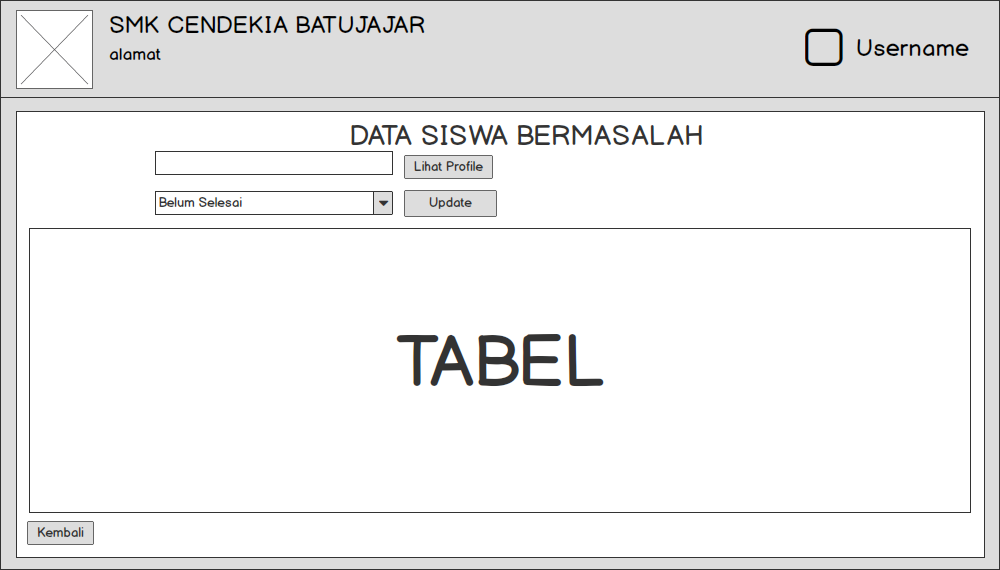 SMK CENDEKIA BATUJAJAR
alamat
Username
DATA SISWA BERMASALAH
Lihat Profile
Belum Selesai
Update
TABEL
Kembali